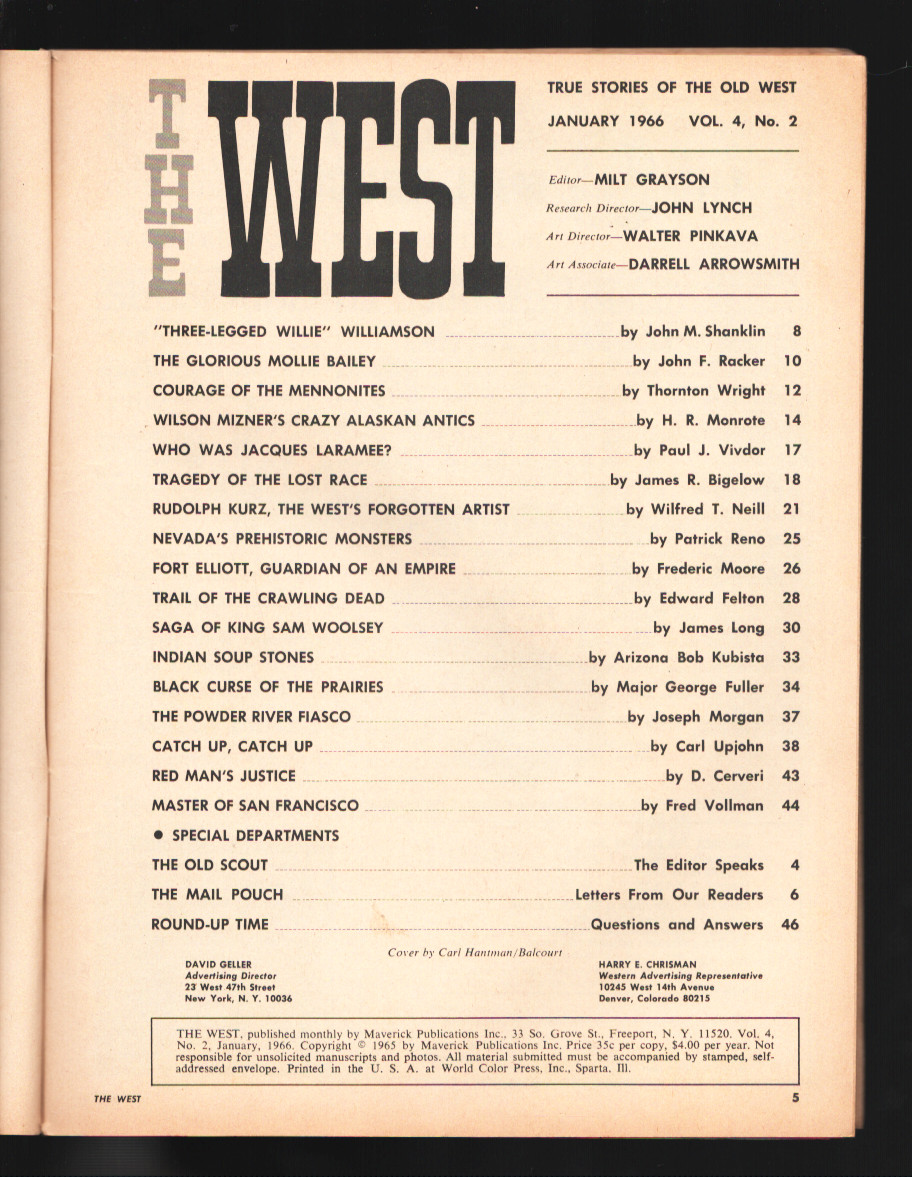 THE WEST
TRUE STORIES OF THE OLD WEST
JANUARY 1966 VOL. 4, No. 2
Editor—MILT GRAYSON
Research Director—JOHN LYNCH
Art Director—WALTER PINKAVA
Art Associate—DARRELL ARROWSMITH
"THREE-LEGGED WILLIE" WILLIAMSON by John M. Shanklin 8
THE GLORIOUS MOLLIE BAILEY by John F. Racker 10
COURAGE OF THE MENNONITES by Thornton Wright 12
WILSON MIZNER'S CRAZY ALASKAN ANTICS by H. R. Monrote 14
WHO WAS JACQUES LARAMEE? by Paul J. Vivdor 17
TRAGEDY OF THE LOST RACE by James R. Bigelow 18
RUDOLPH KURZ, THE WEST'S FORGOTTEN ARTIST by Wilfred T. Neill 21
NEVADA'S PREHISTORIC MONSTERS by Patrick Reno 25
FORT ELLIOTT, GUARDIAN OF AN EMPIRE by Frederic Moore 26
TRAIL OF THE CRAWLING DEAD by Edward Felton 28
SAGA OF KING SAM WOOLSEY by James Long 30
INDIAN SOUP STONES by Arizona Bob Kubista 33
BLACK CURSE OF THE PRAIRIES by Major George Fuller 34
THE POWDER RIVER FIASCO by Joseph Morgan 37
CATCH UP, CATCH UP by Carl Upjohn 38
RED MAN'S JUSTICE by D. Cerveri 43
MASTER OF SAN FRANCISCO by Fred Vollman 44
● SPECIAL DEPARTMENTS
THE OLD SCOUT The Editor Speaks 4
THE MAIL POUCH Letters From Our Readers 6
ROUND-UP TIME Questions and Answers 46
Cover by Carl Hantman/Balcourt
DAVID GELLER
Advertising Director
23 West 47th Street
New York, N. Y. 10036
HARRY E. CHRISMAN
Western Advertising Representative
10245 West 14th Avenue
Denver, Colorado 80215
THE WEST, published monthly by Maverick Publications Inc., 33 So. Grove St., Freeport, N. Y. 11520. Vol. 4,
No. 2, January, 1966. Copyright © 1965 by Maverick Publications Inc. Price 35c per copy, $4.00 per year. Not
responsible for unsolicited manuscripts and photos. All material submitted must be accompanied by stamped, self-
addressed envelope. Printed in the U. S. A. at World Color Press, Inc., Sparta. Ill.
THE WEST 5